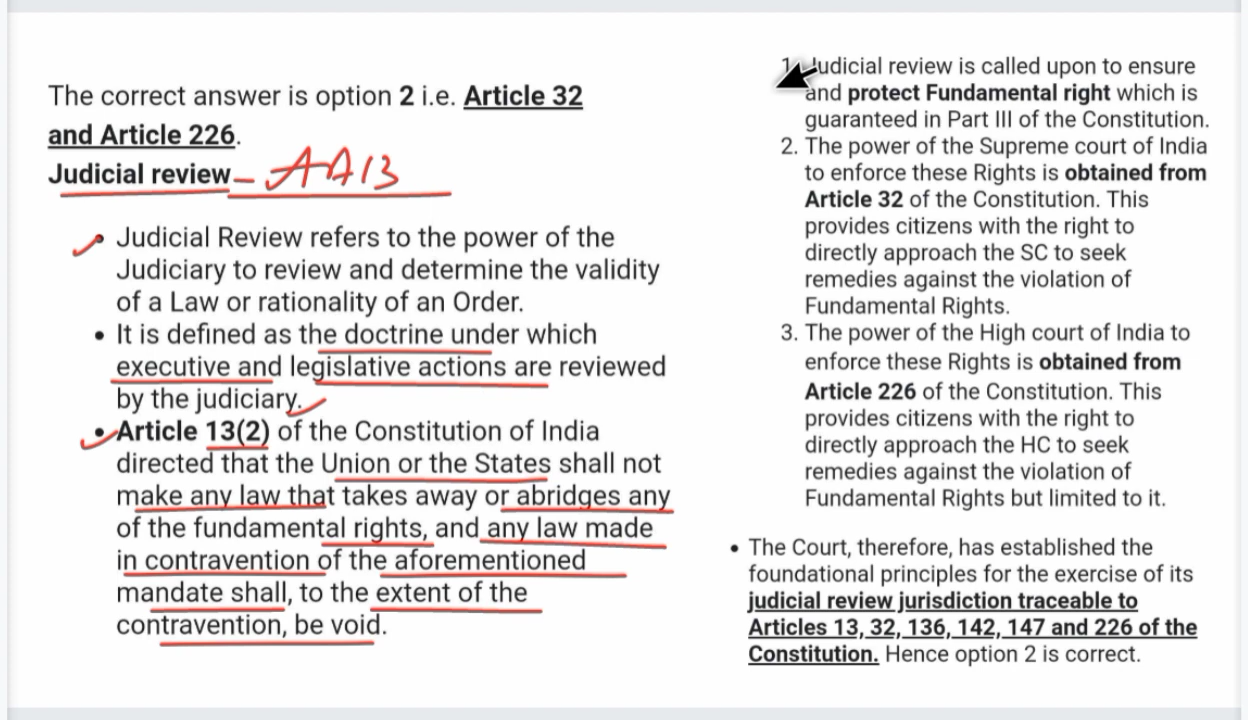 The correct answer is option 2 i.e. Article 32
and Article 226.
Judicial review – AA13
• Judicial Review refers to the power of the
Judiciary to review and determine the validity
of a Law or rationality of an Order.
• It is defined as the doctrine under which
executive and legislative actions are reviewed
by the judiciary.
• Article 13(2) of the Constitution of India
directed that the Union or the States shall not
make any law that takes away or abridges any
of the fundamental rights, and any law made
in contravention of the aforementioned
mandate shall, to the extent of the
contravention, be void.
1. Judicial review is called upon to ensure
and protect Fundamental right which is
guaranteed in Part III of the Constitution.
2. The power of the Supreme court of India
to enforce these Rights is obtained from
Article 32 of the Constitution. This
provides citizens with the right to
directly approach the SC to seek
remedies against the violation of
Fundamental Rights.
3. The power of the High court of India to
enforce these Rights is obtained from
Article 226 of the Constitution. This
provides citizens with the right to
directly approach the HC to seek
remedies against the violation of
Fundamental Rights but limited to it.
• The Court, therefore, has established the
foundational principles for the exercise of its
judicial review jurisdiction traceable to
Articles 13, 32, 136, 142, 147 and 226 of the
Constitution. Hence option 2 is correct.